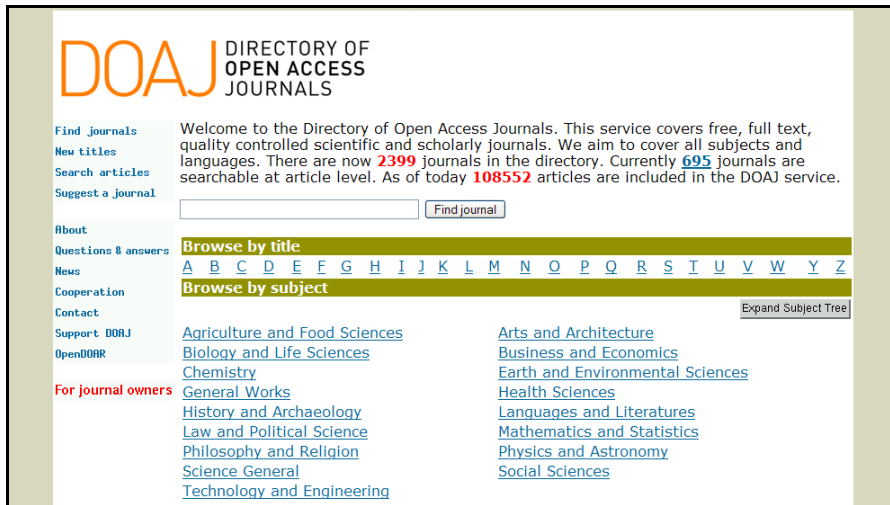 DOAJ DIRECTORY OF
OPEN ACCESS
JOURNALS
Find journals
New titles
Search articles
Suggest a journal
About
Questions & answers
News
Cooperation
Contact
Support DOAJ
OpenDOAR
For journal owners
Welcome to the Directory of Open Access Journals. This service covers free, full text,
quality controlled scientific and scholarly journals. We aim to cover all subjects and
languages. There are now 2399 journals in the directory. Currently 695 journals are
searchable at article level. As of today 108552 articles are included in the DOAJ service.
Find journal
Browse by title
A B C D E F G H I J K L M N O P Q R S T U V W Y Z
Browse by subject
Expand Subject Tree
Agriculture and Food Sciences
Biology and Life Sciences
Chemistry
General Works
History and Archaeology
Law and Political Science
Philosophy and Religion
Science General
Technology and Engineering
Arts and Architecture
Business and Economics
Earth and Environmental Sciences
Health Sciences
Languages and Literatures
Mathematics and Statistics
Physics and Astronomy
Social Sciences